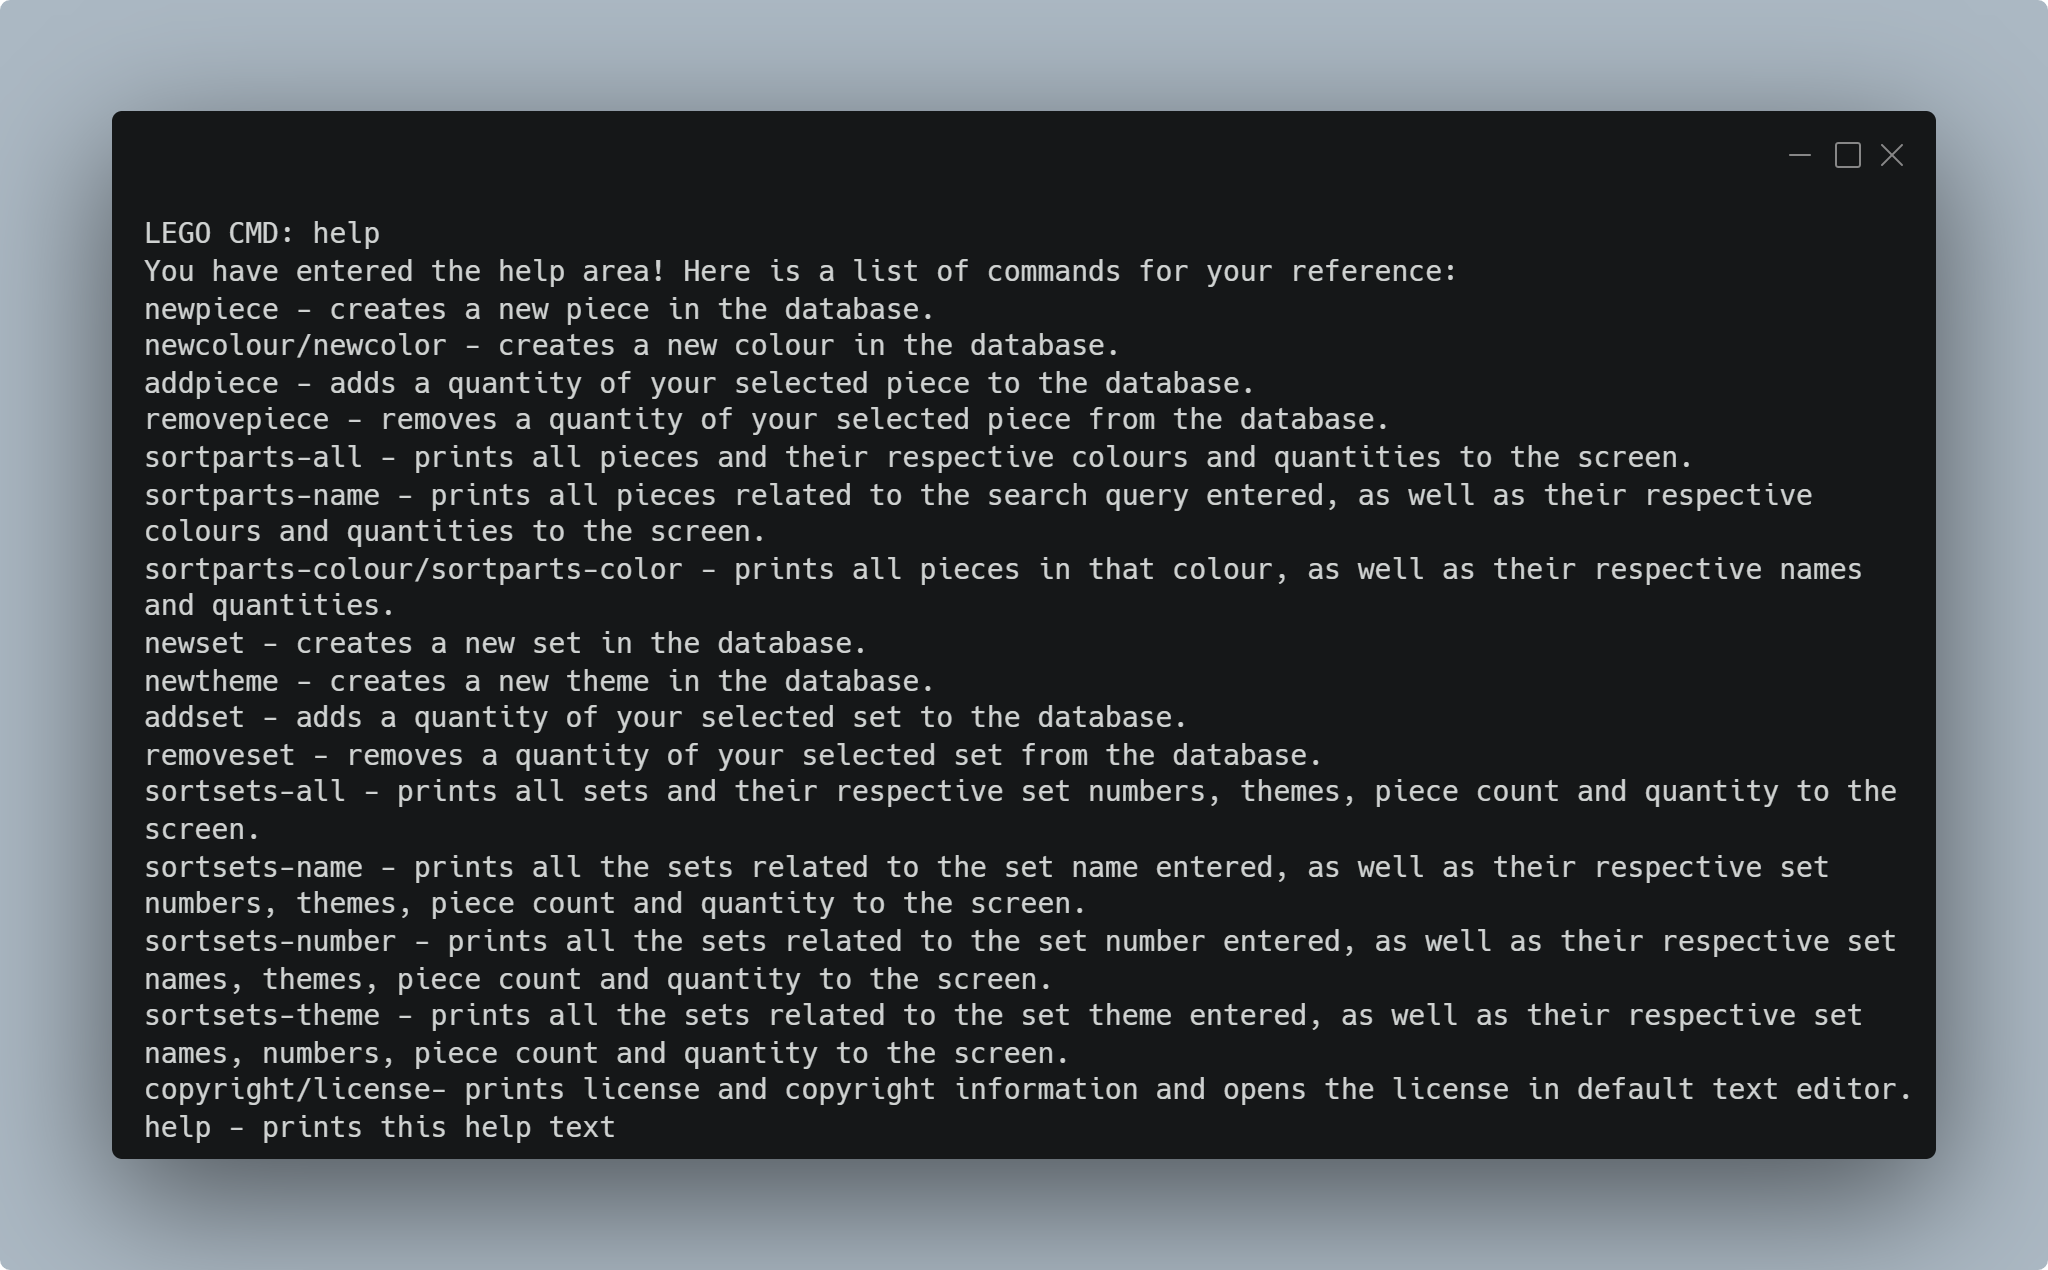 LEGO CMD: help
You have entered the help area! Here is a list of commands for your reference:
newpiece - creates a new piece in the database.
newcolour/newcolor - creates a new colour in the database.
addpiece - adds a quantity of your selected piece to the database.
removepiece - removes a quantity of your selected piece from the database.
sortparts-all - prints all pieces and their respective colours and quantities to the screen.
sortparts-name - prints all pieces related to the search query entered, as well as their respective
colours and quantities to the screen.
sortparts-colour/sortparts-color - prints all pieces in that colour, as well as their respective names
and quantities.
newset - creates a new set in the database.
newtheme - creates a new theme in the database.
addset - adds a quantity of your selected set to the database.
removeset - removes a quantity of your selected set from the database.
sortsets-all - prints all sets and their respective set numbers, themes, piece count and quantity to the
screen.
sortsets-name - prints all the sets related to the set name entered, as well as their respective set
numbers, themes, piece count and quantity to the screen.
sortsets-number - prints all the sets related to the set number entered, as well as their respective set
names, themes, piece count and quantity to the screen.
sortsets-theme - prints all the sets related to the set theme entered, as well as their respective set
names, numbers, piece count and quantity to the screen.
copyright/license- prints license and copyright information and opens the license in default text editor.
help - prints this help text